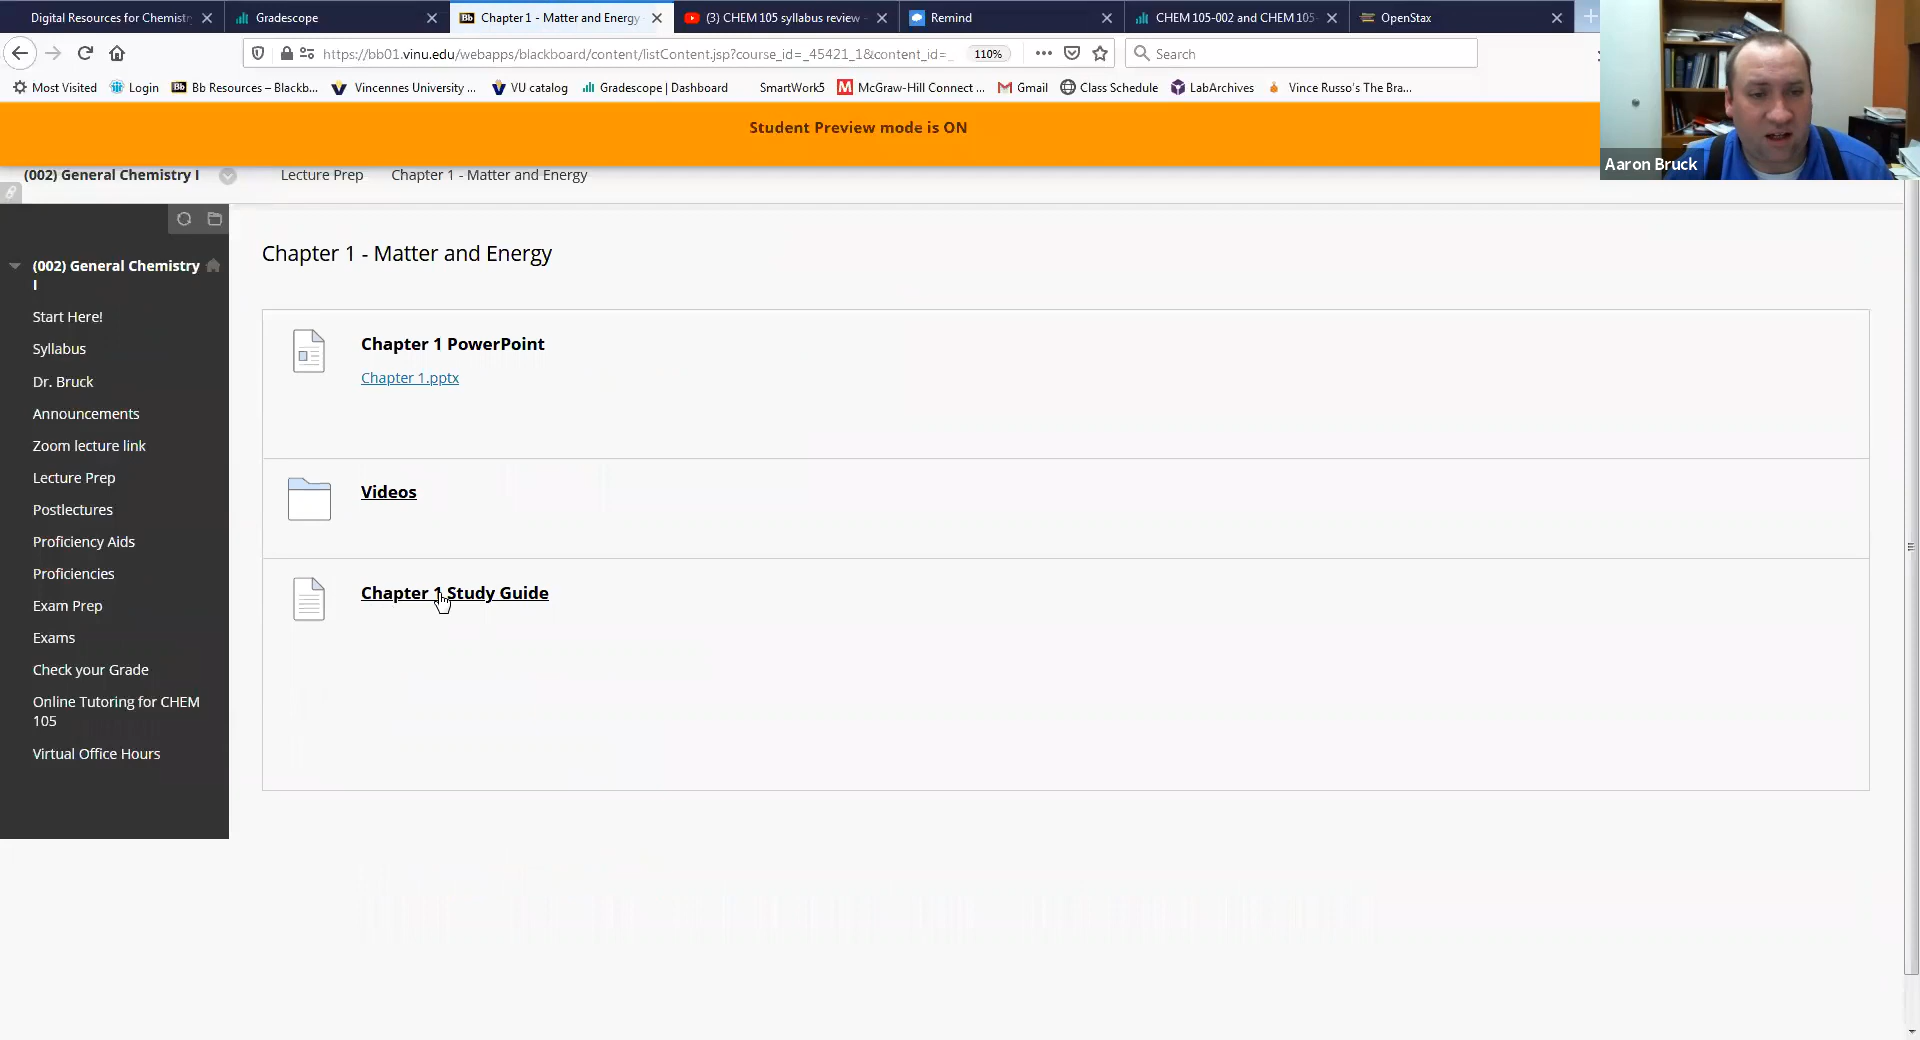 Digital Resources for Chemistr
Gradescope
Bb Chapter 1 - Matter and Energy
(3) CHEM 105 syllabus review -
Remind
CHEM 105-002 and CHEM 105-
OpenStax
https://bb01.vinu.edu/webapps/blackboard/content/listContent.jsp?course_id=_45421_1&content_id=_
110%
Search
Most Visited
Login
Bb Bb Resources – Blackb...
Vincennes University ...
VU catalog
Gradescope | Dashboard
SmartWork5
M McGraw-Hill Connect ...
Gmail
Class Schedule
LabArchives
Vince Russo's The Bra...
Student Preview mode is ON
Aaron Bruck
(002) General Chemistry I
Lecture Prep
Chapter 1 - Matter and Energy
(002) General Chemistry
I
Start Here!
Syllabus
Dr. Bruck
Announcements
Zoom lecture link
Lecture Prep
Postlectures
Proficiency Aids
Proficiencies
Exam Prep
Exams
Check your Grade
Online Tutoring for CHEM
105
Virtual Office Hours
Chapter 1 - Matter and Energy
Chapter 1 PowerPoint
Chapter 1.pptx
Videos
Chapter 1 Study Guide